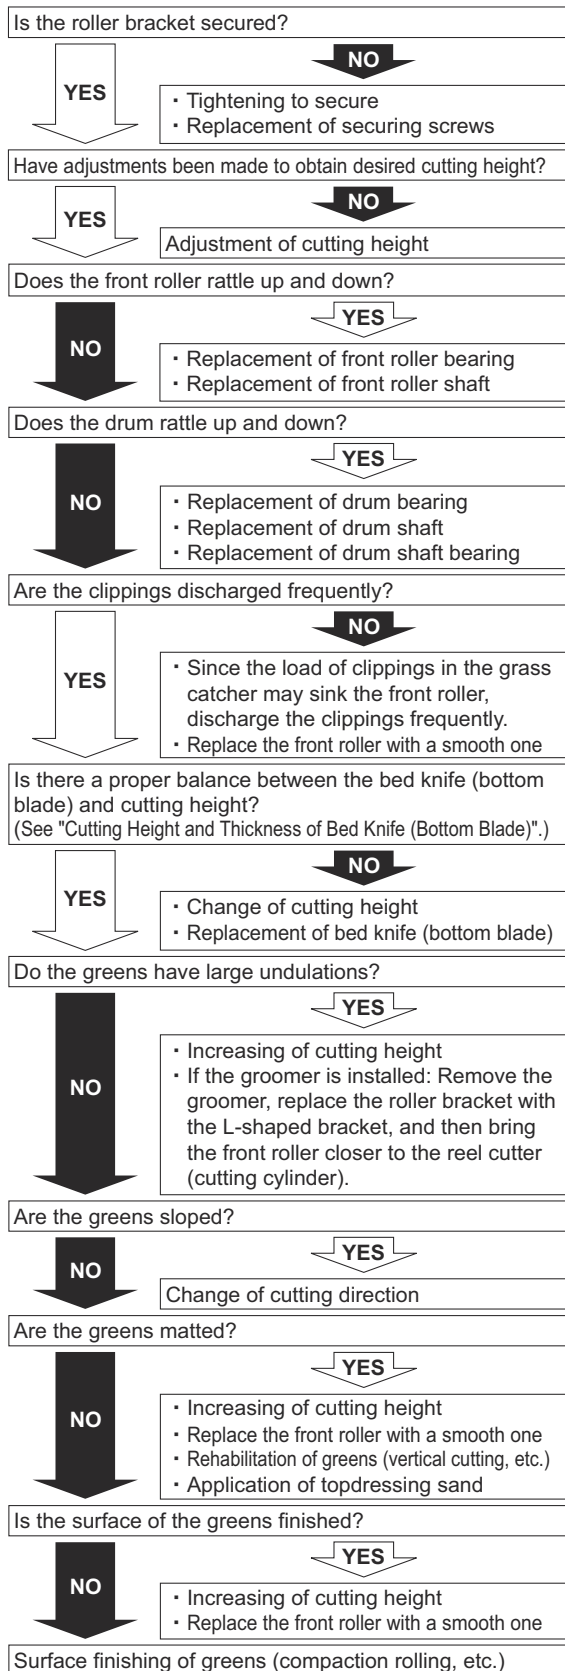 Is the roller bracket secured?
NO
YES
・Tightening to secure
・Replacement of securing screws
Have adjustments been made to obtain desired cutting height?
NO
YES
Adjustment of cutting height
Does the front roller rattle up and down?
YES
NO
・Replacement of front roller bearing
・Replacement of front roller shaft
Does the drum rattle up and down?
YES
NO
・Replacement of drum bearing
・Replacement of drum shaft
・Replacement of drum shaft bearing
Are the clippings discharged frequently?
NO
YES
・Since the load of clippings in the grass
catcher may sink the front roller,
discharge the clippings frequently.
・Replace the front roller with a smooth one
Is there a proper balance between the bed knife (bottom
blade) and cutting height?
(See "Cutting Height and Thickness of Bed Knife (Bottom Blade)".)
NO
YES
・Change of cutting height
・Replacement of bed knife (bottom blade)
Do the greens have large undulations?
YES
NO
・Increasing of cutting height
・If the groomer is installed: Remove the
groomer, replace the roller bracket with
the L-shaped bracket, and then bring
the front roller closer to the reel cutter
(cutting cylinder).
Are the greens sloped?
YES
NO
Change of cutting direction
Are the greens matted?
YES
NO
・Increasing of cutting height
・Replace the front roller with a smooth one
・Rehabilitation of greens (vertical cutting, etc.)
・Application of topdressing sand
Is the surface of the greens finished?
YES
NO
・Increasing of cutting height
・Replace the front roller with a smooth one
Surface finishing of greens (compaction rolling, etc.)